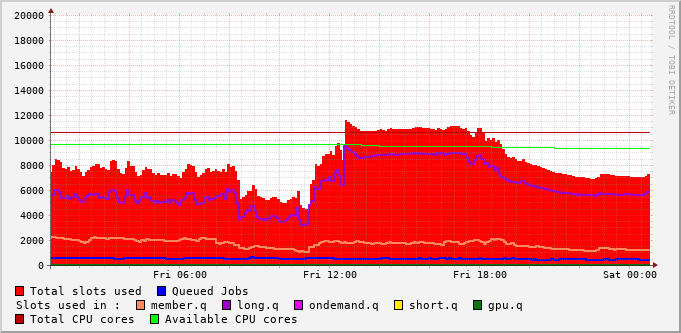 RRDTOOL / TOBI OETIKER
20000
18000
16000
14000
12000
10000
8000
6000
4000
2000
0
Fri 06:00 Fri 12:00 Fri 18:00 Sat 00:00
Total slots used Queued Jobs
Slots used in : member.q long.q ondemand.q short.q gpu.q
Total CPU cores Available CPU cores